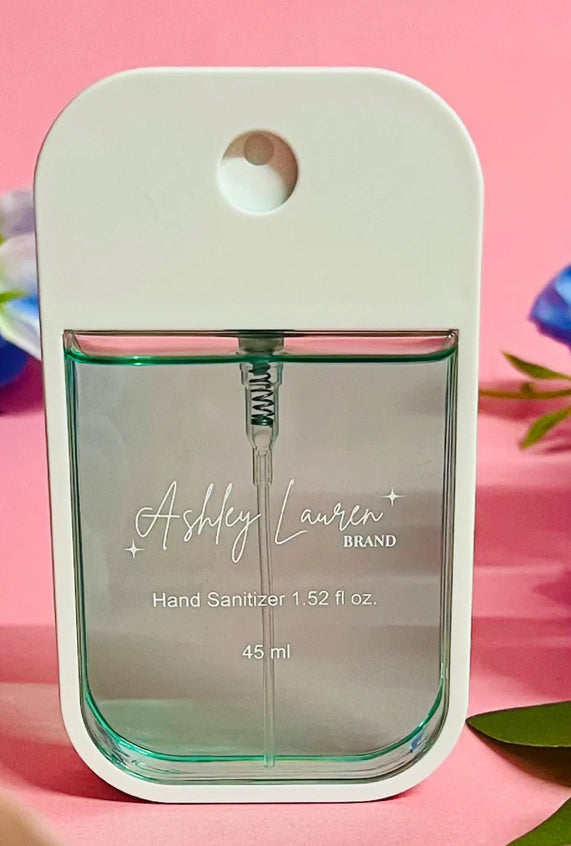 Ashley Lauren
BRAND
Hand Sanitizer 1.52 fl oz.
45 ml